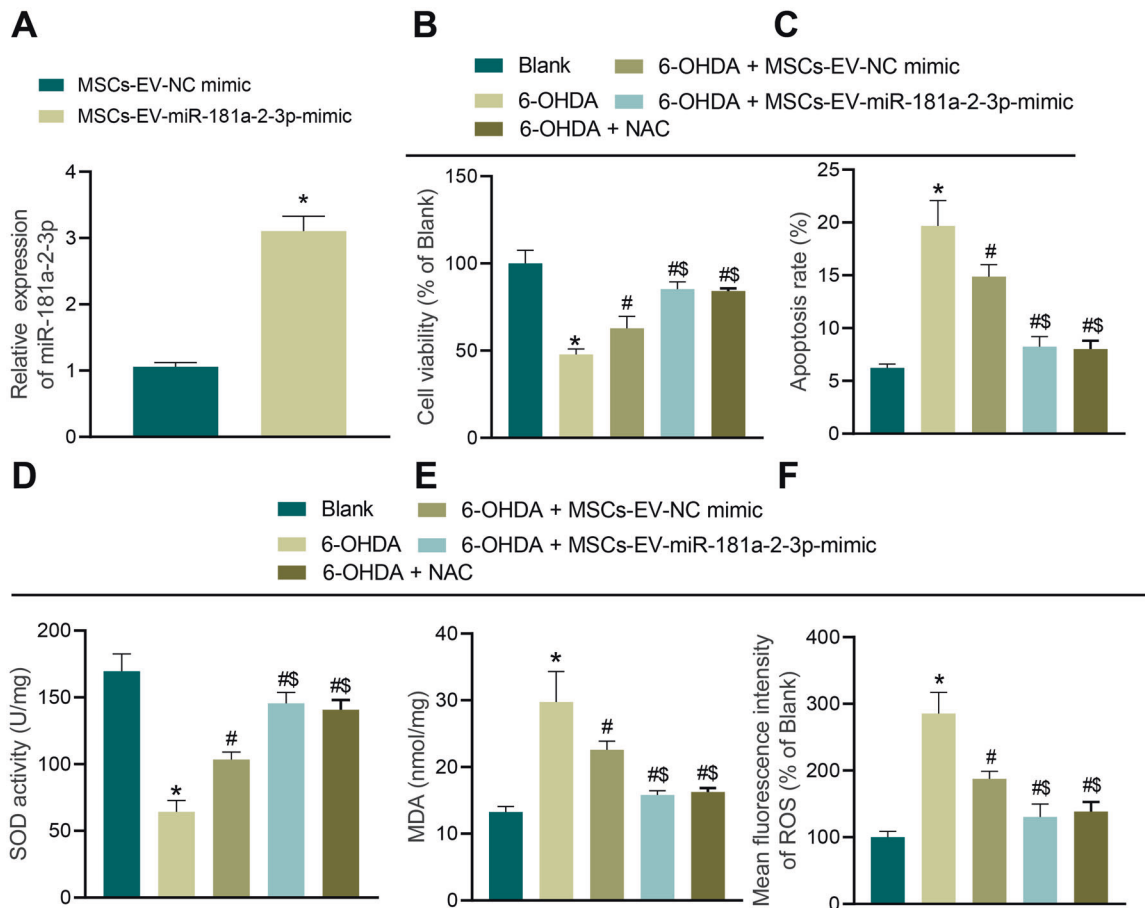 A
MSCs-EV-NC mimic
MSCs-EV-miR-181a-2-3p-mimic
Relative expression
of miR-181a-2-3p
4
3
2
1
0
*
B
C
Blank
6-OHDA + MSCs-EV-NC mimic
6-OHDA
6-OHDA + MSCs-EV-miR-181a-2-3p-mimic
6-OHDA + NAC
Cell viability (% of Blank)
150
100
50
0
*
#
#$
#$
Apoptosis rate (%)
25
20
15
10
5
0
*
#
#$
#$
D
E
F
Blank
6-OHDA + MSCs-EV-NC mimic
6-OHDA
6-OHDA + MSCs-EV-miR-181a-2-3p-mimic
6-OHDA + NAC
SOD activity (U/mg)
200
150
100
50
0
*
#
#$
#$
MDA (nmol/mg)
40
30
20
10
0
*
#
#$
#$
Mean fluorescence intensity
of ROS (% of Blank)
400
300
200
100
0
*
#
#$
#$